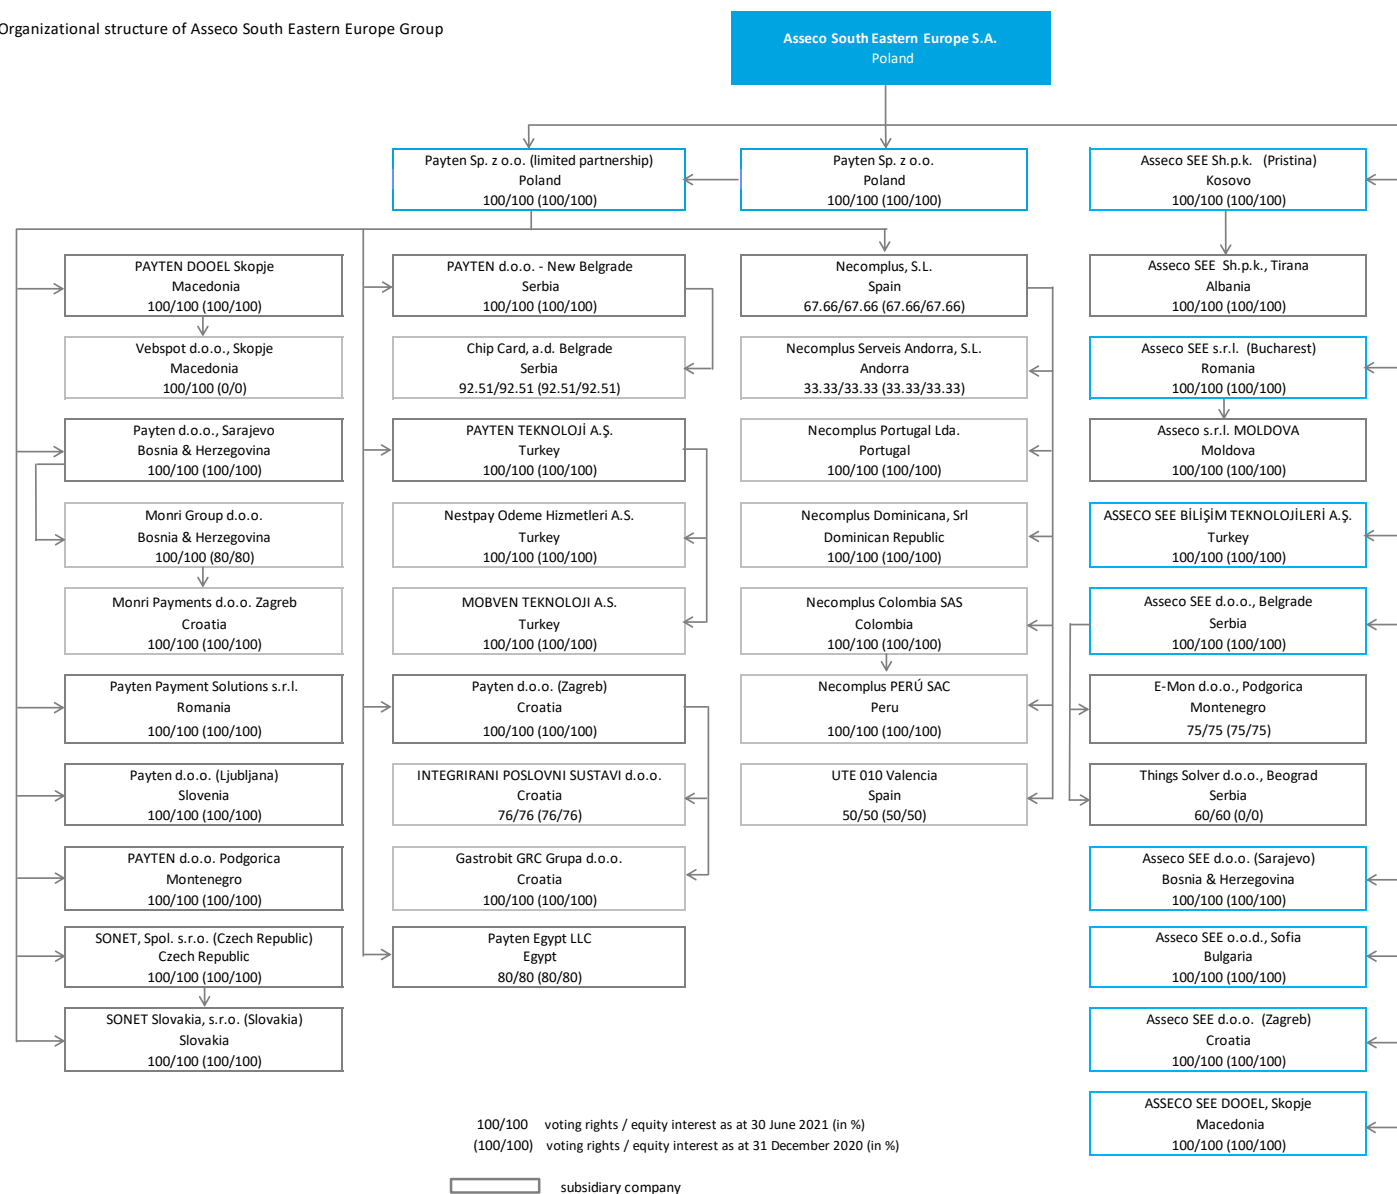 Organizational structure of Asseco South Eastern Europe Group
Asseco South Eastern Europe S.A.
Poland
Payten Sp. z o.o. (limited partnership)
Poland
100/100 (100/100)
Payten Sp. z o.o.
Poland
100/100 (100/100)
Asseco SEE Sh.p.k. (Pristina)
Kosovo
100/100 (100/100)
PAYTEN DOOEL Skopje
Macedonia
100/100 (100/100)
Vebspot d.o.o., Skopje
Macedonia
100/100 (0/0)
Payten d.o.o., Sarajevo
Bosnia & Herzegovina
100/100 (100/100)
Monri Group d.o.o.
Bosnia & Herzegovina
100/100 (80/80)
Monri Payments d.o.o. Zagreb
Croatia
100/100 (100/100)
Payten Payment Solutions s.r.l.
Romania
100/100 (100/100)
Payten d.o.o. (Ljubljana)
Slovenia
100/100 (100/100)
PAYTEN d.o.o. Podgorica
Montenegro
100/100 (100/100)
SONET, Spol. s.r.o. (Czech Republic)
Czech Republic
100/100 (100/100)
SONET Slovakia, s.r.o. (Slovakia)
Slovakia
100/100 (100/100)
PAYTEN d.o.o. - New Belgrade
Serbia
100/100 (100/100)
Chip Card, a.d. Belgrade
Serbia
92.51/92.51 (92.51/92.51)
PAYTEN TEKNOLOJİ A.Ş.
Turkey
100/100 (100/100)
Nestpay Odeme Hizmetleri A.S.
Turkey
100/100 (100/100)
MOBVEN TEKNOLOJI A.S.
Turkey
100/100 (100/100)
Payten d.o.o. (Zagreb)
Croatia
100/100 (100/100)
INTEGRIRANI POSLOVNI SUSTAVI d.o.o.
Croatia
76/76 (76/76)
Gastrobit GRC Grupa d.o.o.
Croatia
100/100 (100/100)
Payten Egypt LLC
Egypt
80/80 (80/80)
Necomplus, S.L.
Spain
67.66/67.66 (67.66/67.66)
Necomplus Serveis Andorra, S.L.
Andorra
33.33/33.33 (33.33/33.33)
Necomplus Portugal Lda.
Portugal
100/100 (100/100)
Necomplus Dominicana, Srl
Dominican Republic
100/100 (100/100)
Necomplus Colombia SAS
Colombia
100/100 (100/100)
Necomplus PERÚ SAC
Peru
100/100 (100/100)
UTE 010 Valencia
Spain
50/50 (50/50)
Asseco SEE Sh.p.k., Tirana
Albania
100/100 (100/100)
Asseco SEE s.r.l. (Bucharest)
Romania
100/100 (100/100)
Asseco s.r.l. MOLDOVA
Moldova
100/100 (100/100)
ASSECO SEE BİLİŞİM TEKNOLOJİLERİ A.Ş.
Turkey
100/100 (100/100)
Asseco SEE d.o.o., Belgrade
Serbia
100/100 (100/100)
E-Mon d.o.o., Podgorica
Montenegro
75/75 (75/75)
Things Solver d.o.o., Beograd
Serbia
60/60 (0/0)
Asseco SEE d.o.o. (Sarajevo)
Bosnia & Herzegovina
100/100 (100/100)
Asseco SEE o.o.d., Sofia
Bulgaria
100/100 (100/100)
Asseco SEE d.o.o. (Zagreb)
Croatia
100/100 (100/100)
ASSECO SEE DOOEL, Skopje
Macedonia
100/100 (100/100)
100/100 voting rights / equity interest as at 30 June 2021 (in %)
(100/100) voting rights / equity interest as at 31 December 2020 (in %)
subsidiary company